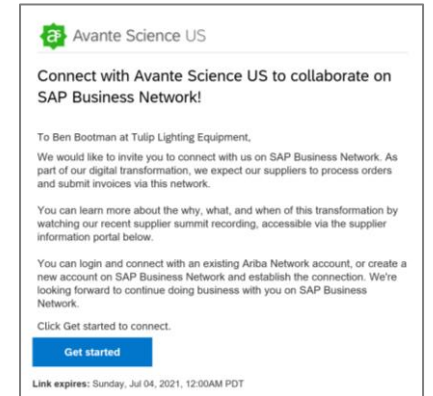 Avante Science US
Connect with Avante Science US to collaborate on
SAP Business Network!
To Ben Bootman at Tulip Lighting Equipment,
We would like to invite you to connect with us on SAP Business Network. As
part of our digital transformation, we expect our suppliers to process orders
and submit invoices via this network.
You can learn more about the why, what, and when of this transformation by
watching our recent supplier summit recording, accessible via the supplier
information portal below.
You can login and connect with an existing Ariba Network account, or create a
new account on SAP Business Network and establish the connection. We're
looking forward to continue doing business with you on SAP Business
Network.
Click Get started to connect.
Get started
Link expires: Sunday, Jul 04, 2021, 12:00AM PDT